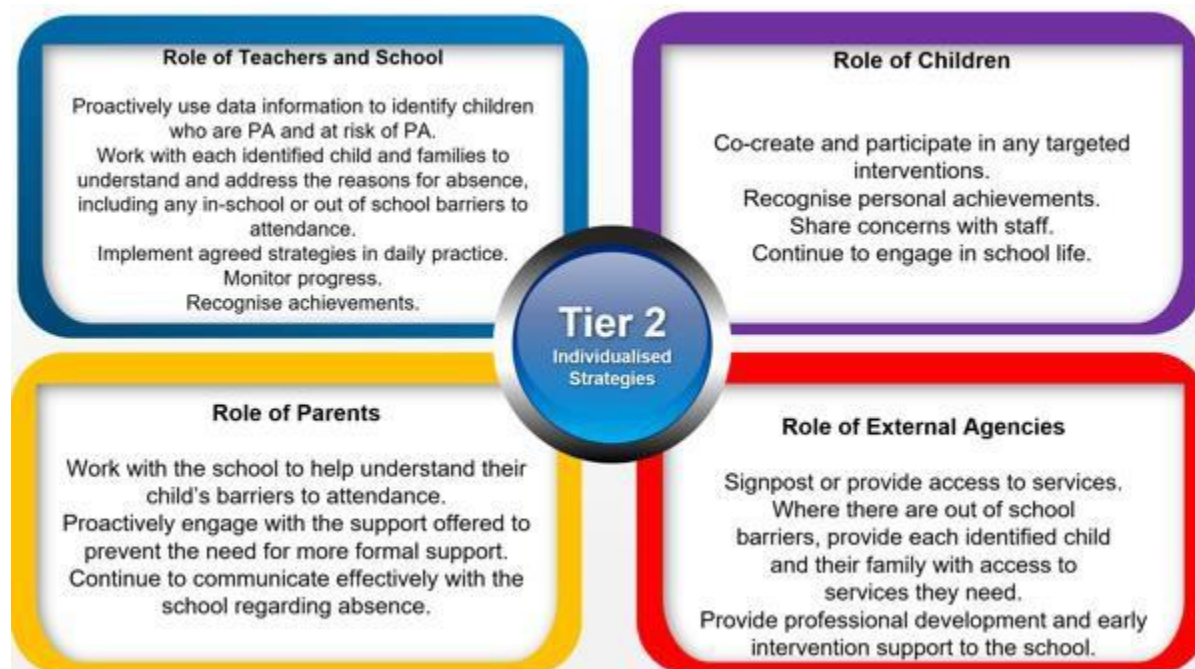 Role of Teachers and School
Proactively use data information to identify children
who are PA and at risk of PA.
Work with each identified child and families to
understand and address the reasons for absence,
including any in-school or out of school barriers to
attendance.
Implement agreed strategies in daily practice.
Monitor progress.
Recognise achievements.
Role of Children
Co-create and participate in any targeted
interventions.
Recognise personal achievements.
Share concerns with staff.
Continue to engage in school life.
Tier 2
Individualised
Strategies
Role of Parents
Work with the school to help understand their
child's barriers to attendance.
Proactively engage with the support offered to
prevent the need for more formal support.
Continue to communicate effectively with the
school regarding absence.
Role of External Agencies
Signpost or provide access to services.
Where there are out of school
barriers, provide each identified child
and their family with access to
services they need.
Provide professional development and early
intervention support to the school.